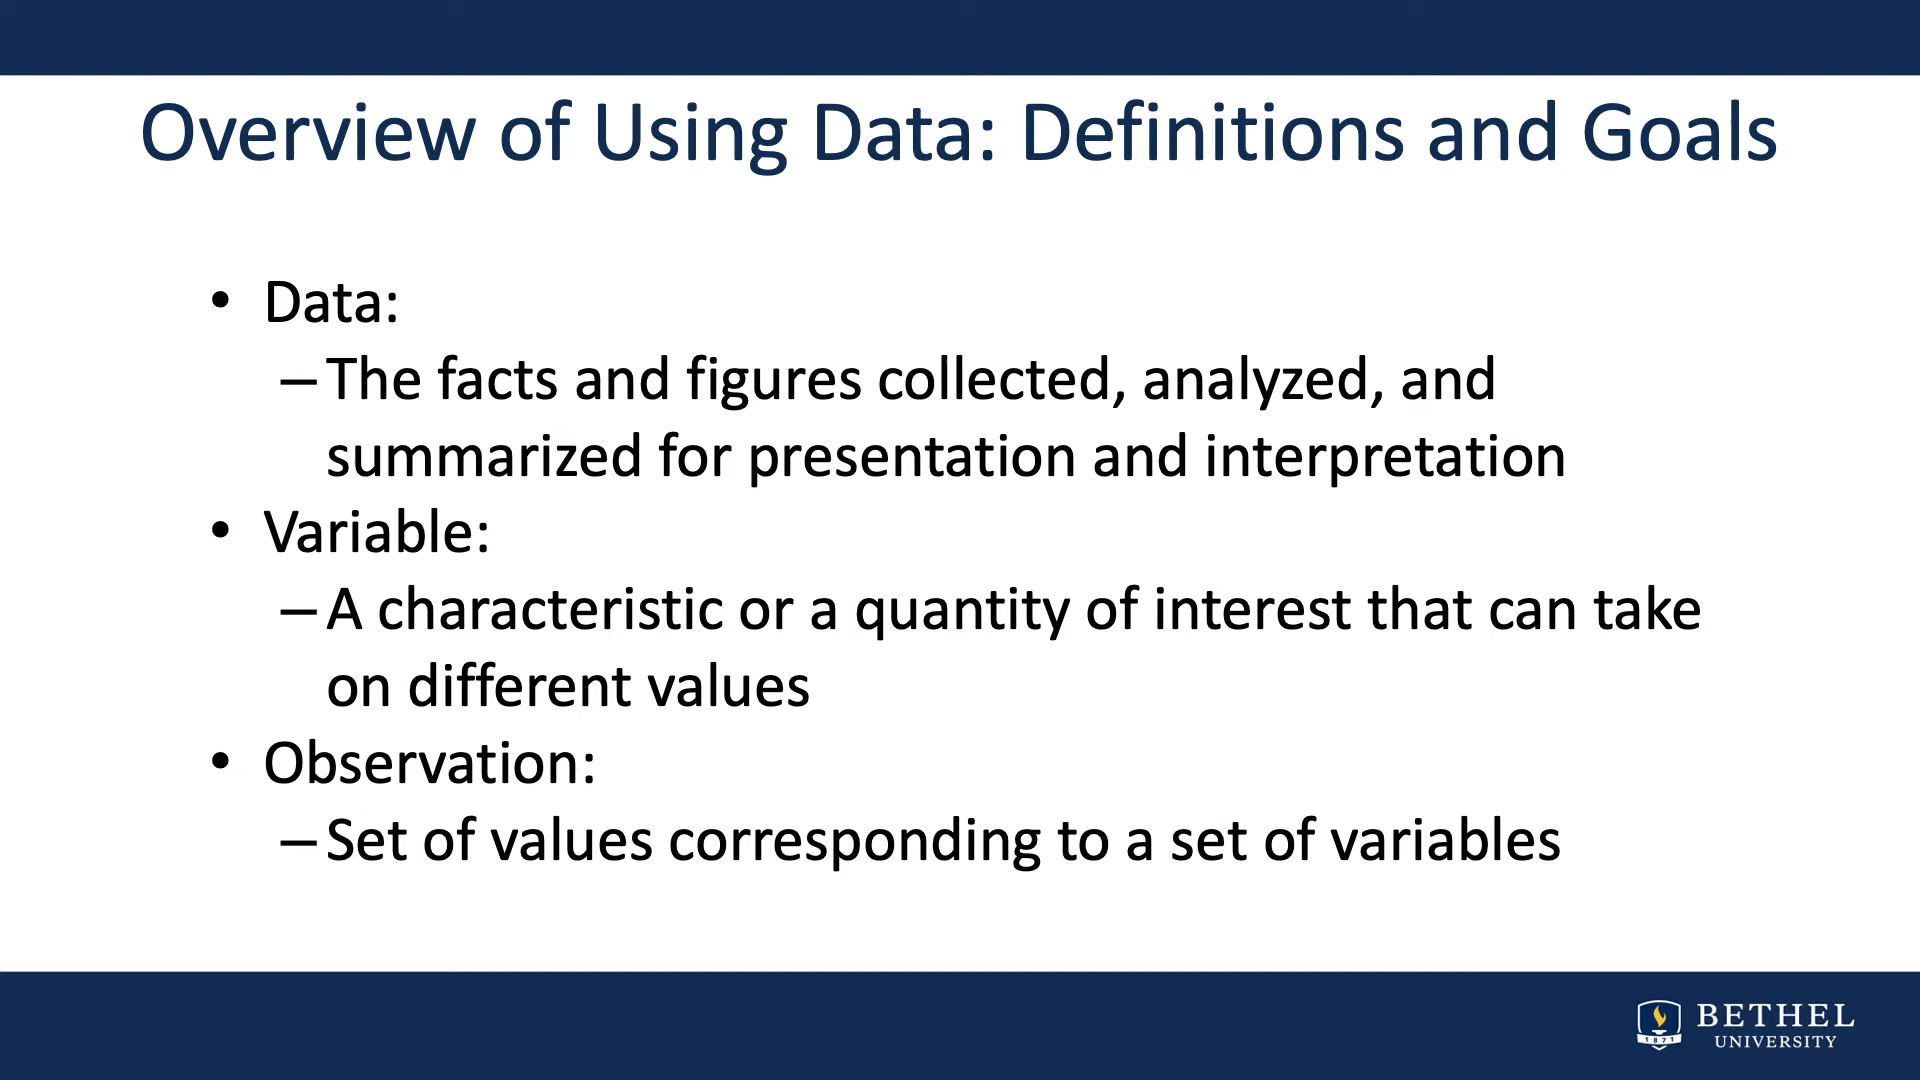 Overview of Using Data: Definitions and Goals
• Data:
– The facts and figures collected, analyzed, and
summarized for presentation and interpretation
• Variable:
– A characteristic or a quantity of interest that can take
on different values
• Observation:
– Set of values corresponding to a set of variables
BETHEL
UNIVERSITY
1871